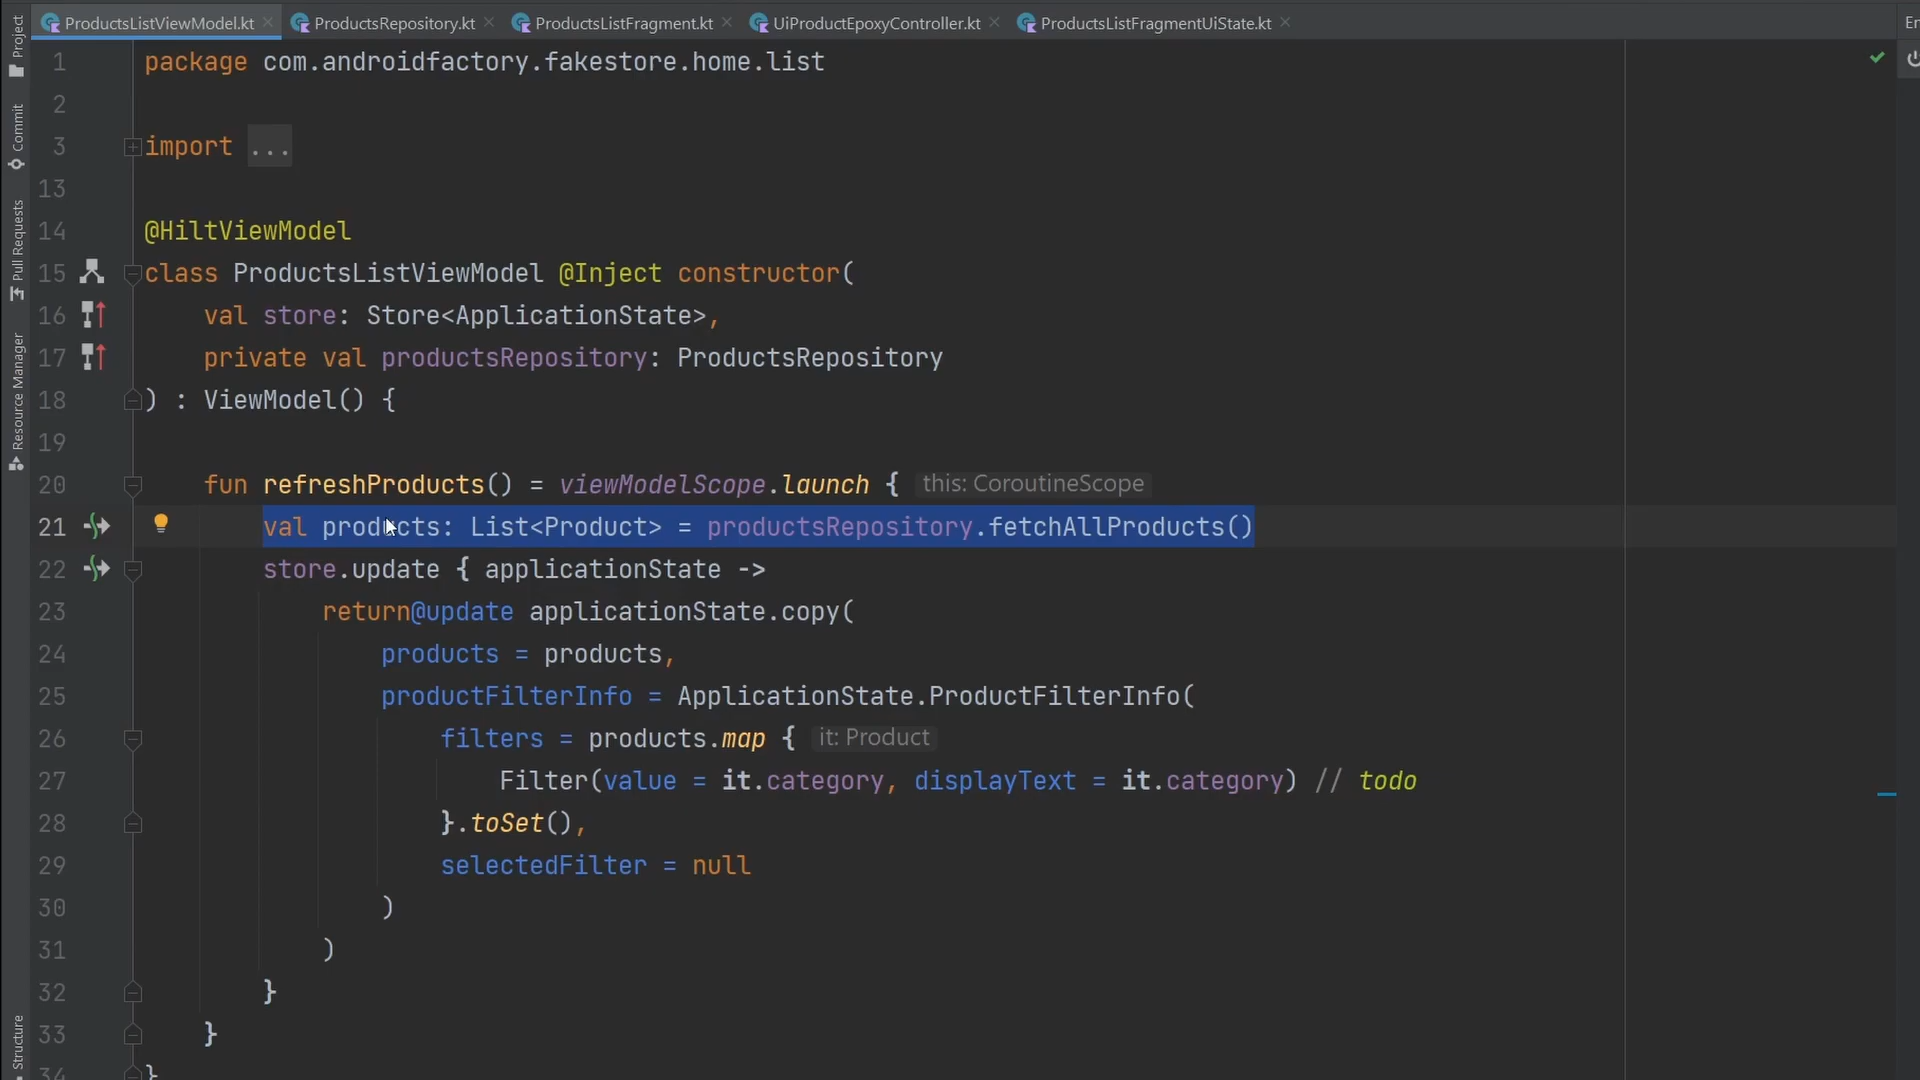 ProductsListViewModel.kt ProductsRepository.kt ProductsListFragment.kt UiProductEpoxyController.kt ProductsListFragmentUiState.kt
Project
Commit
Pull Requests
Resource Manager
Structure
1 package com.androidfactory.fakestore.home.list
2
3 import ...
13
14 @HiltViewModel
15 class ProductsListViewModel @Inject constructor(
16 val store: Store<ApplicationState>,
17 private val productsRepository: ProductsRepository
18 ) : ViewModel() {
19
20 fun refreshProducts() = viewModelScope.launch { this: CoroutineScope
21 val products: List<Product> = productsRepository.fetchAllProducts()
22 store.update { applicationState ->
23 return@update applicationState.copy(
24 products = products,
25 productFilterInfo = ApplicationState.ProductFilterInfo(
26 filters = products.map { it: Product
27 Filter(value = it.category, displayText = it.category) // todo
28 }.toSet(),
29 selectedFilter = null
30 )
31 )
32 }
33 }
34 }